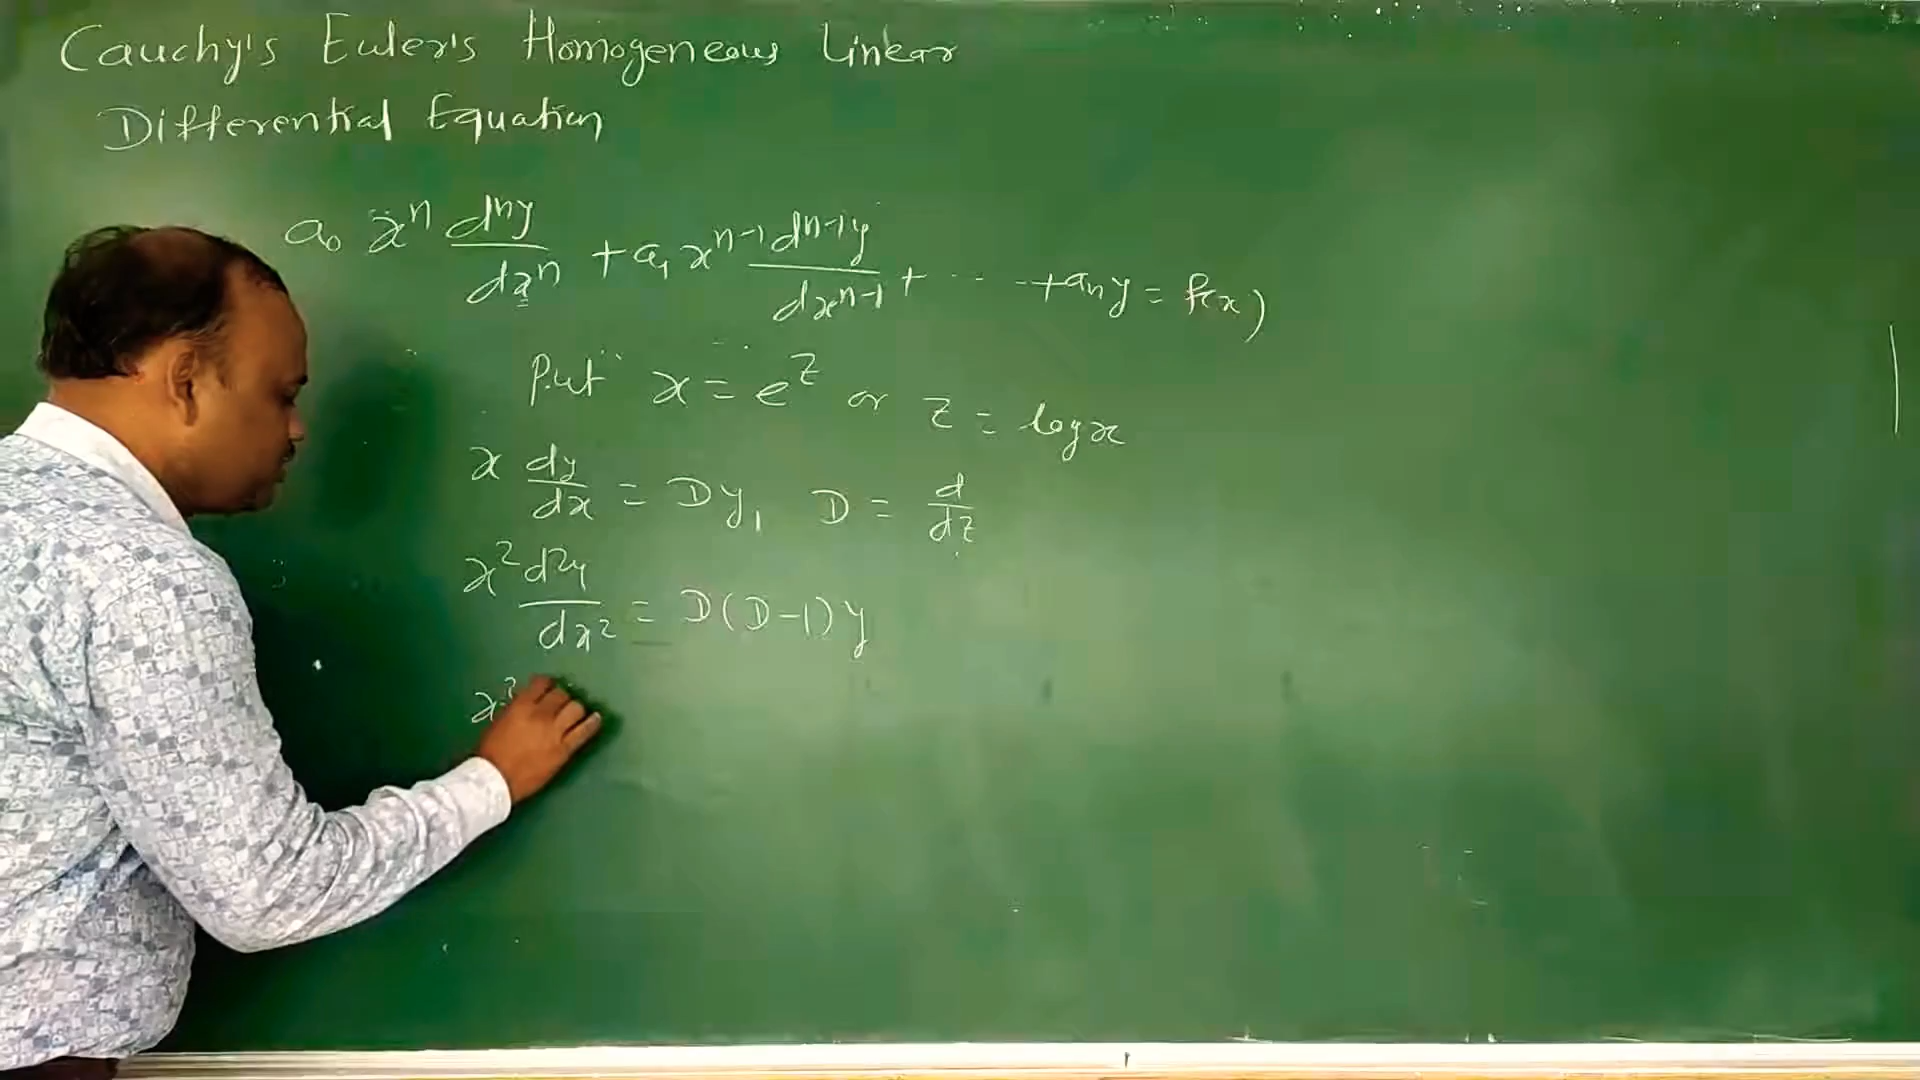 Cauchy's Euler's Homogeneous Linear
Differential Equation
a₀ xⁿ dⁿy/dxⁿ + a₁ xⁿ⁻¹ dⁿ⁻¹y/dxⁿ⁻¹ + ... + aₙy = f(x)
Put x = e^z or z = log x
x dy/dx = Dy, D = d/dz
x² d²y/dx² = D(D-1)y
x